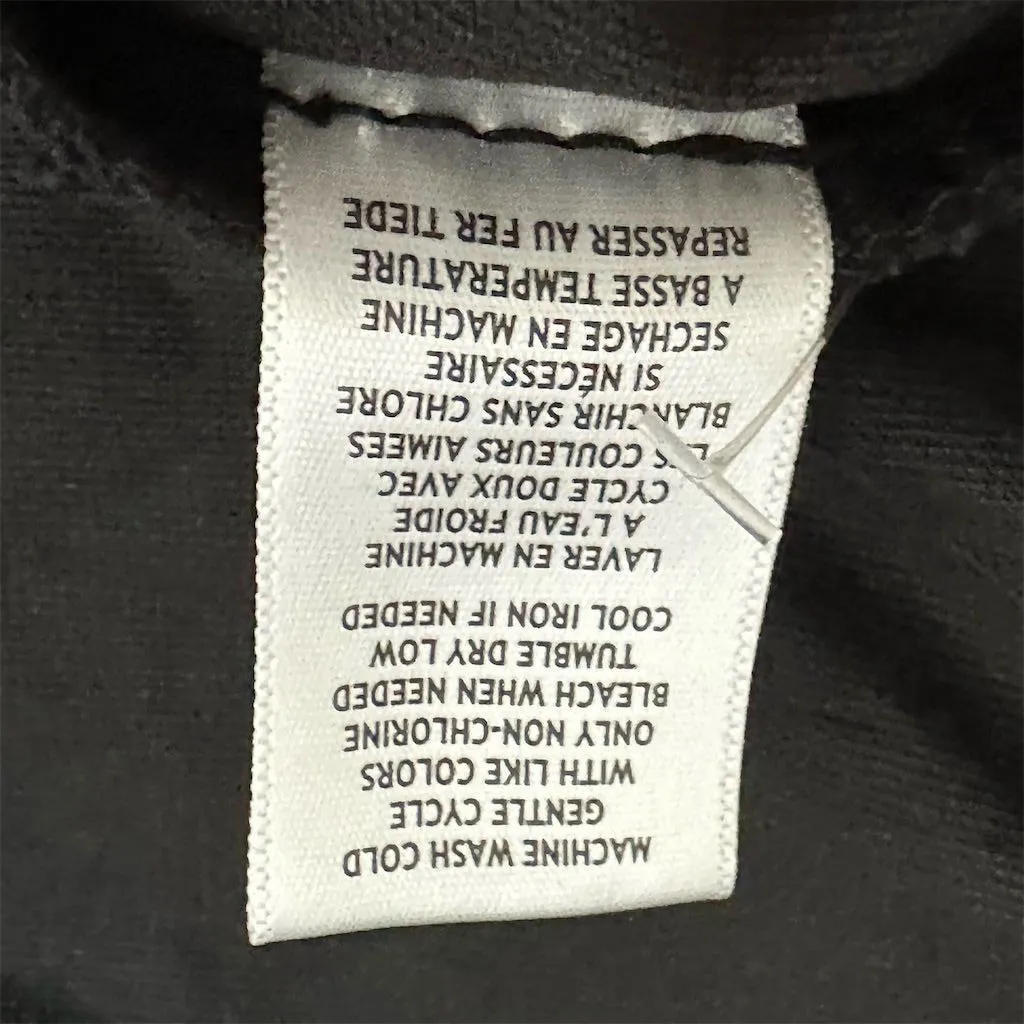 MACHINE WASH COLD
GENTLE CYCLE
WITH LIKE COLORS
ONLY NON-CHLORINE
BLEACH WHEN NEEDED
TUMBLE DRY LOW
COOL IRON IF NEEDED
LAVER EN MACHINE
A L'EAU FROIDE
CYCLE DOUX AVEC
LES COULEURS AIMEES
BLANCHIR SANS CHLORE
SI NÉCESSAIRE
SECHAGE EN MACHINE
A BASSE TEMPERATURE
REPASSER AU FER TIEDE